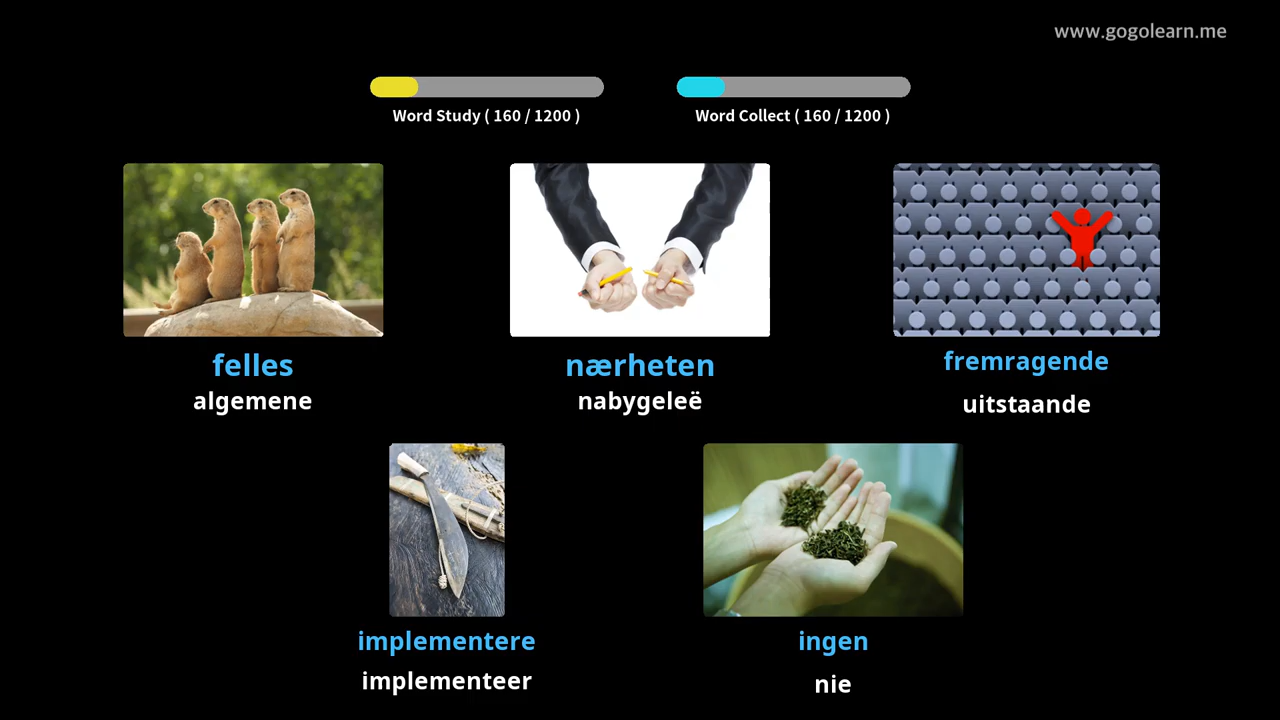 www.gogolearn.me
Word Study ( 160 / 1200 )
Word Collect ( 160 / 1200 )
felles
algemene
nærheten
nabygeleë
fremragende
uitstaande
implementere
implementeer
ingen
nie